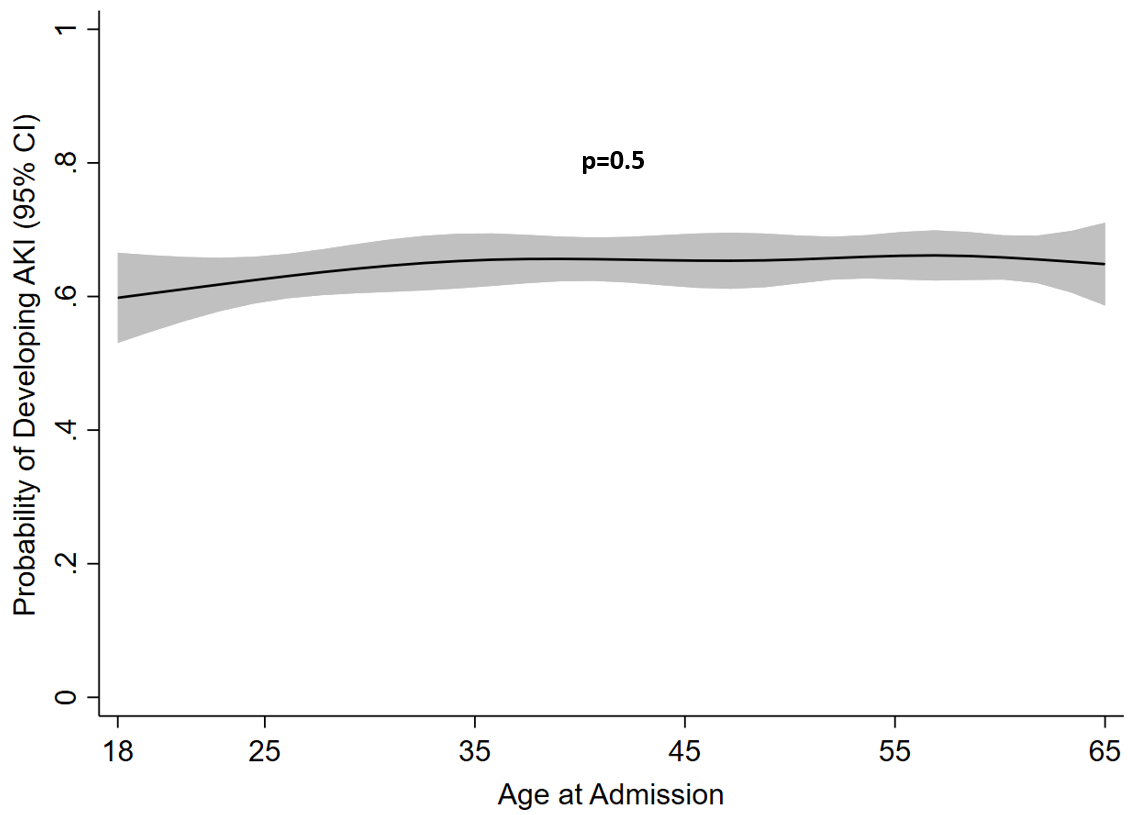 Probability of Developing AKI (95% CI)
1
.8
.6
.4
.2
0
p=0.5
18 25 35 45 55 65
Age at Admission